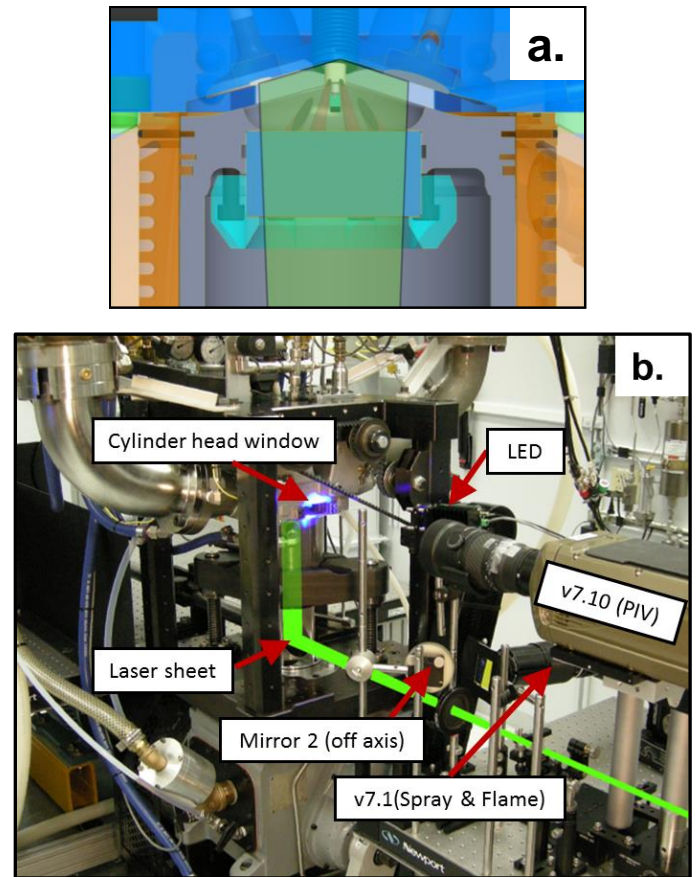 a.
b.
Cylinder head window
LED
v7.10 (PIV)
Laser sheet
Mirror 2 (off axis)
v7.1(Spray & Flame)
Newport